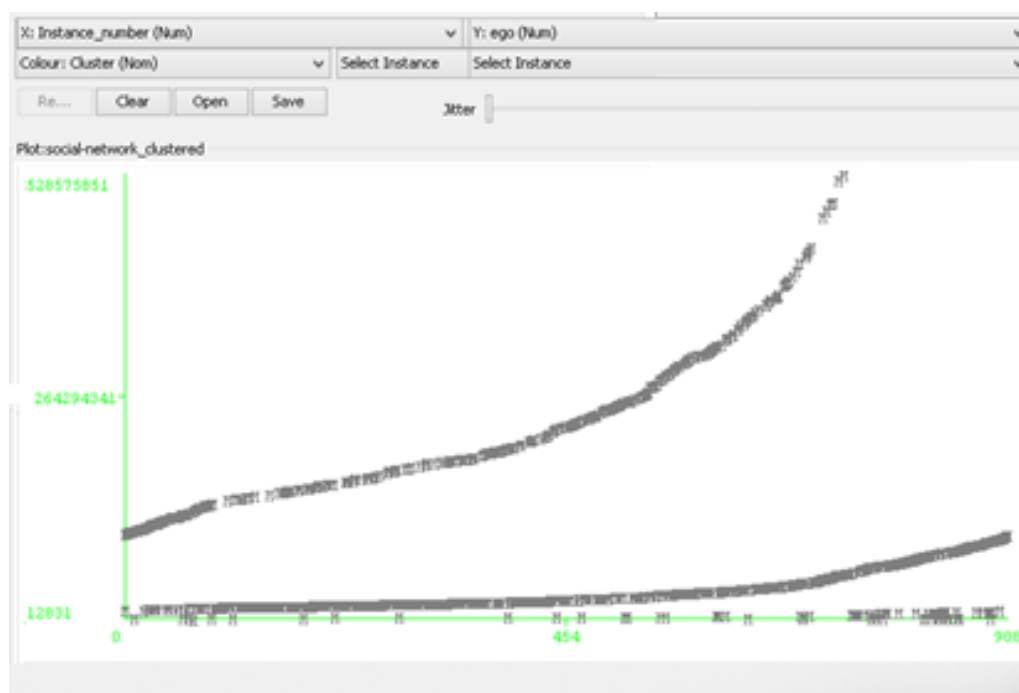 X: Instance_number (Num) Y: ego (Num)
Colour: Cluster (Nom) Select Instance Select Instance
Re.... Clear Open Save Jitter
Plot:social-network_clustered
528575851
264294341
12831
0 454 908